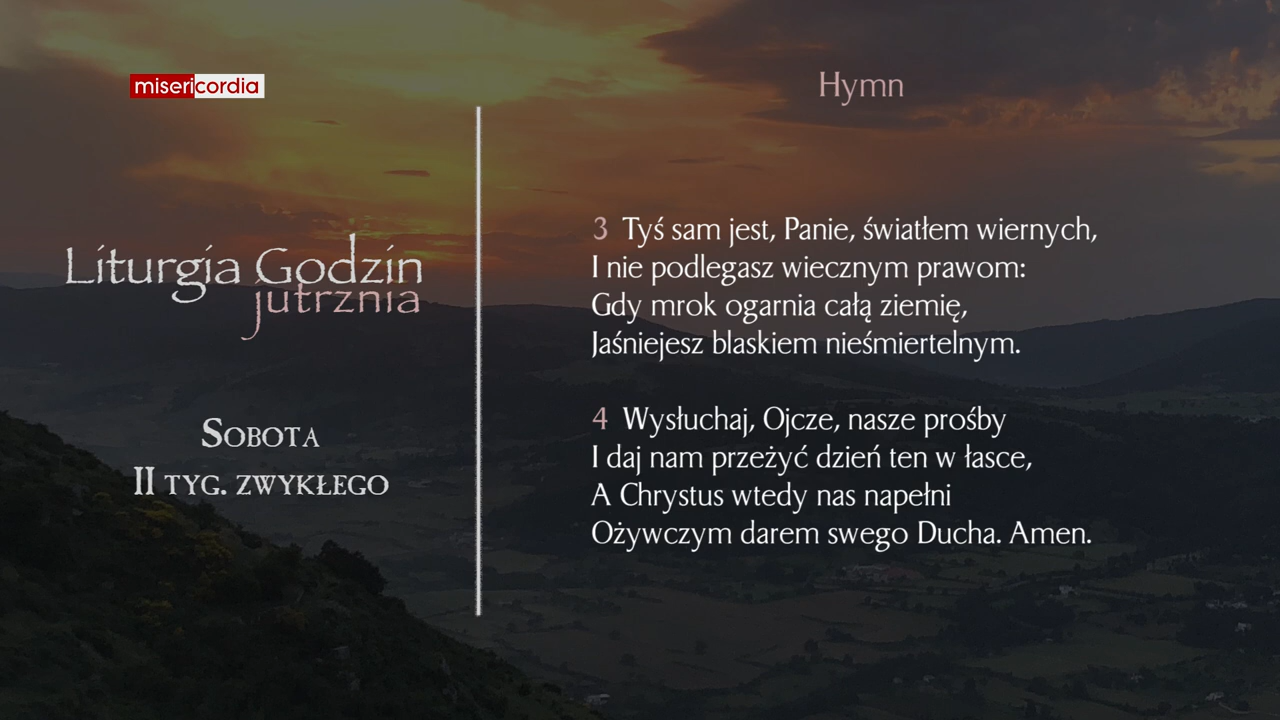 misericordia
Liturgia Godzin
jutrznia
Sobota
II tyg. zwykłego
Hymn
3 Tyś sam jest, Panie, światłem wiernych,
I nie podlegasz wiecznym prawom:
Gdy mrok ogarnia całą ziemię,
Jaśniejesz blaskiem nieśmiertelnym.
4 Wysłuchaj, Ojcze, nasze prośby
I daj nam przeżyć dzień ten w łasce,
A Chrystus wtedy nas napełni
Ożywczym darem swego Ducha. Amen.